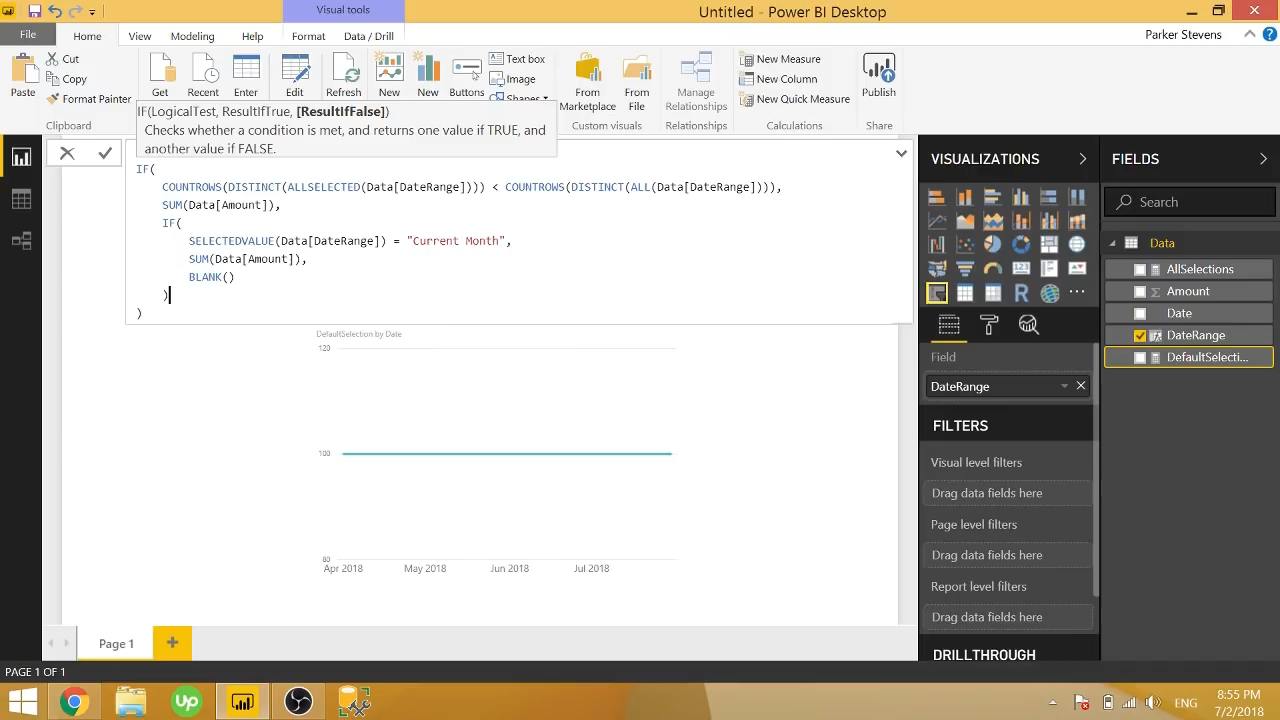 Visual tools
Untitled - Power BI Desktop
File
Home
View
Modeling
Help
Format
Data / Drill
Parker Stevens
Paste
Cut
Copy
Format Painter
Clipboard
Get
Recent
Enter
Edit
Refresh
New
New
Buttons
Text box
Image
Shapes
From
Marketplace
From
File
Custom visuals
Manage
Relationships
Relationships
New Measure
New Column
New Quick Measure
Calculations
Publish
Share
IF(LogicalTest, ResultIfTrue, [ResultIfFalse])
Checks whether a condition is met, and returns one value if TRUE, and
another value if FALSE.
IF(
COUNTROWS(DISTINCT(ALLSELECTED(Data[DateRange]))) < COUNTROWS(DISTINCT(ALL(Data[DateRange]))),
SUM(Data[Amount]),
IF(
SELECTEDVALUE(Data[DateRange]) = "Current Month",
SUM(Data[Amount]),
BLANK()
)
)
DefaultSelection by Date
120
100
80
Apr 2018
May 2018
Jun 2018
Jul 2018
VISUALIZATIONS
R
Field
DateRange
FILTERS
Visual level filters
Drag data fields here
Page level filters
Drag data fields here
Report level filters
Drag data fields here
DRILLTHROUGH
FIELDS
Search
Data
AllSelections
Amount
Date
DateRange
DefaultSelecti...
Page 1
PAGE 1 OF 1
Up
ENG
8:55 PM
7/2/2018